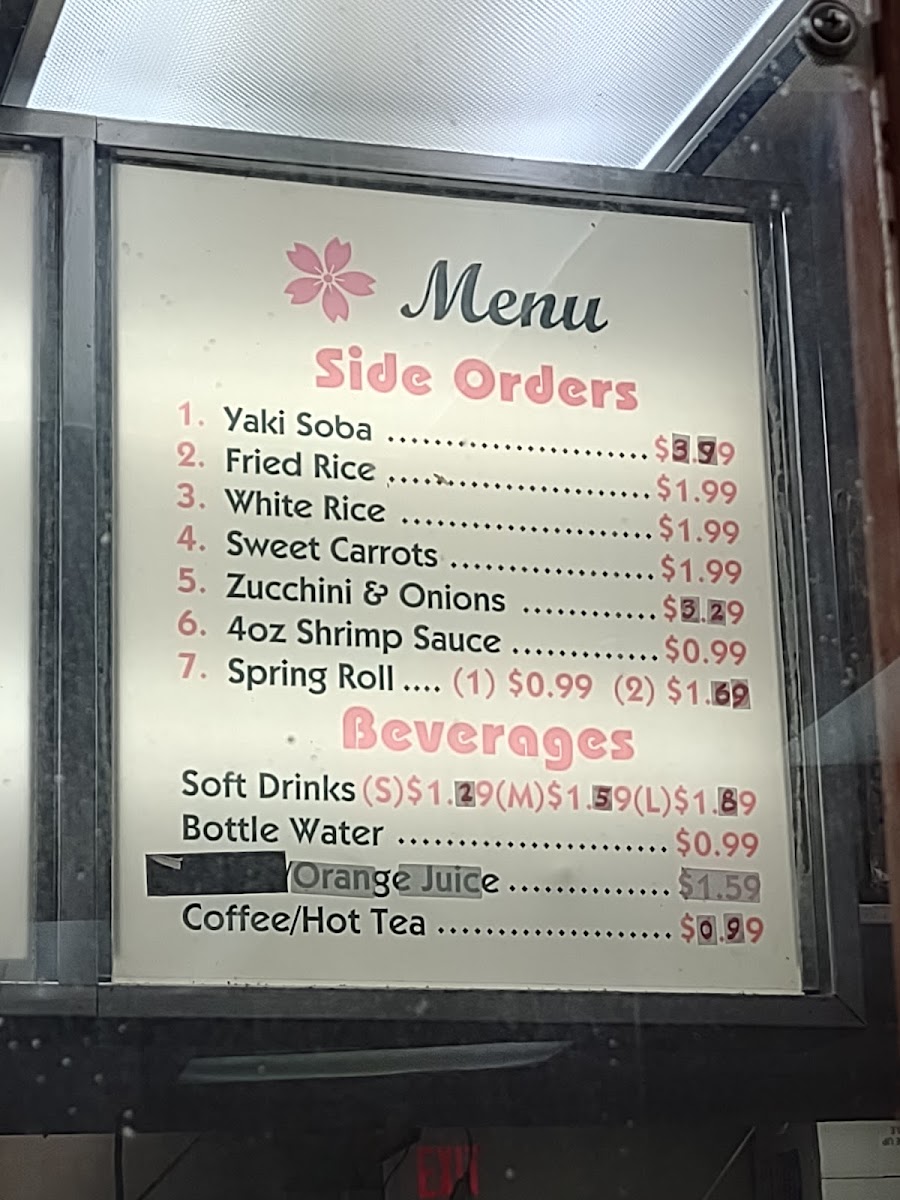 Menu
Side Orders
1. Yaki Soba ........................ $3.99
2. Fried Rice ........................ $1.99
3. White Rice ...................... $1.99
4. Sweet Carrots ................. $1.99
5. Zucchini & Onions ............ $3.29
6. 4oz Shrimp Sauce ............. $0.99
7. Spring Roll .... (1) $0.99 (2) $1.69
Beverages
Soft Drinks (S)$1.29(M)$1.59(L)$1.89
Bottle Water ....................... $0.99
/Orange Juice .............. $1.59
Coffee/Hot Tea .................... $0.99
EXIT